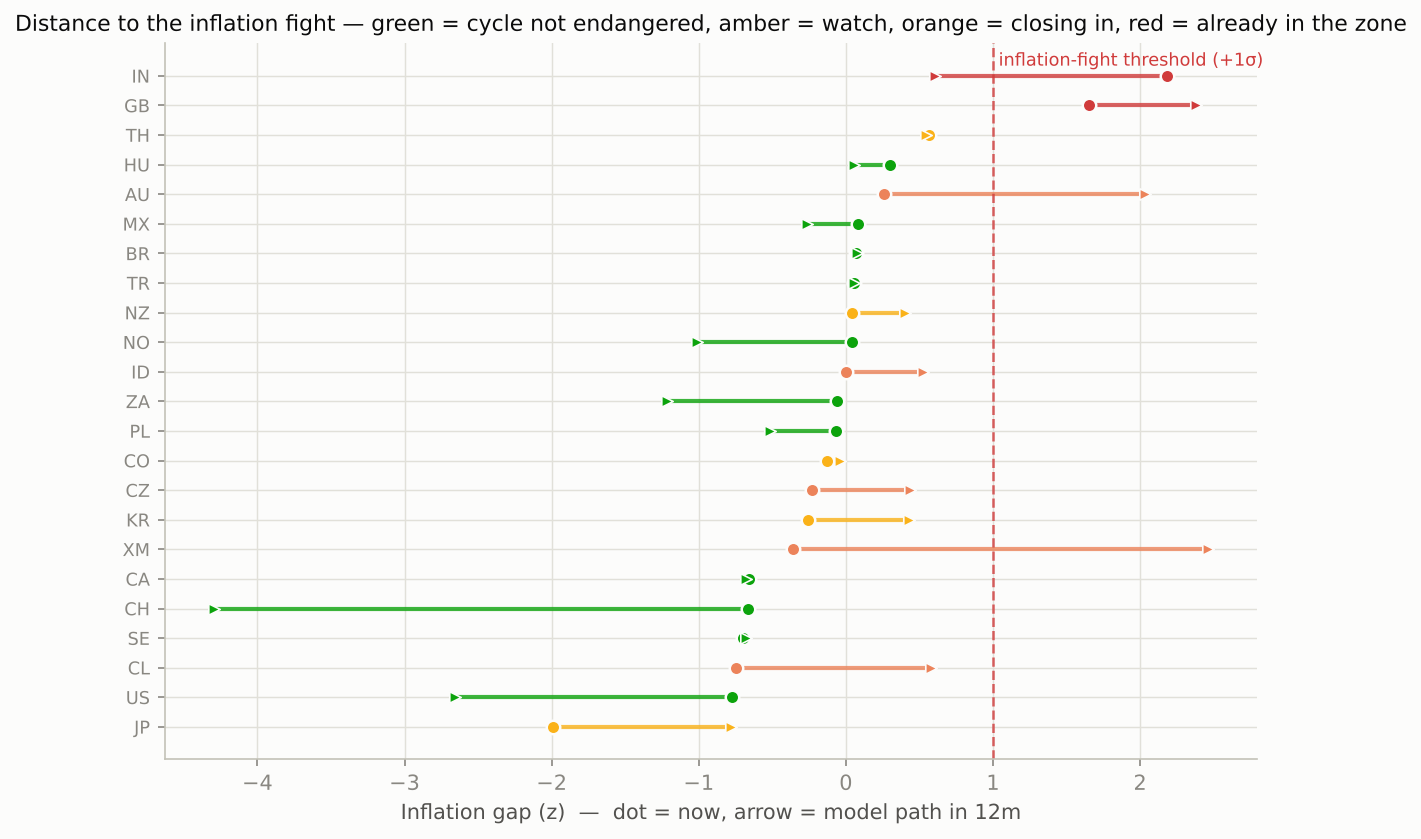 Distance to the inflation fight — green = cycle not endangered, amber = watch, orange = closing in, red = already in the zone
inflation-fight threshold (+1σ)
IN
GB
TH
HU
AU
MX
BR
TR
NZ
NO
ID
ZA
PL
CO
CZ
KR
XM
CA
CH
SE
CL
US
JP
−4 −3 −2 −1 0 1 2
Inflation gap (z) — dot = now, arrow = model path in 12m